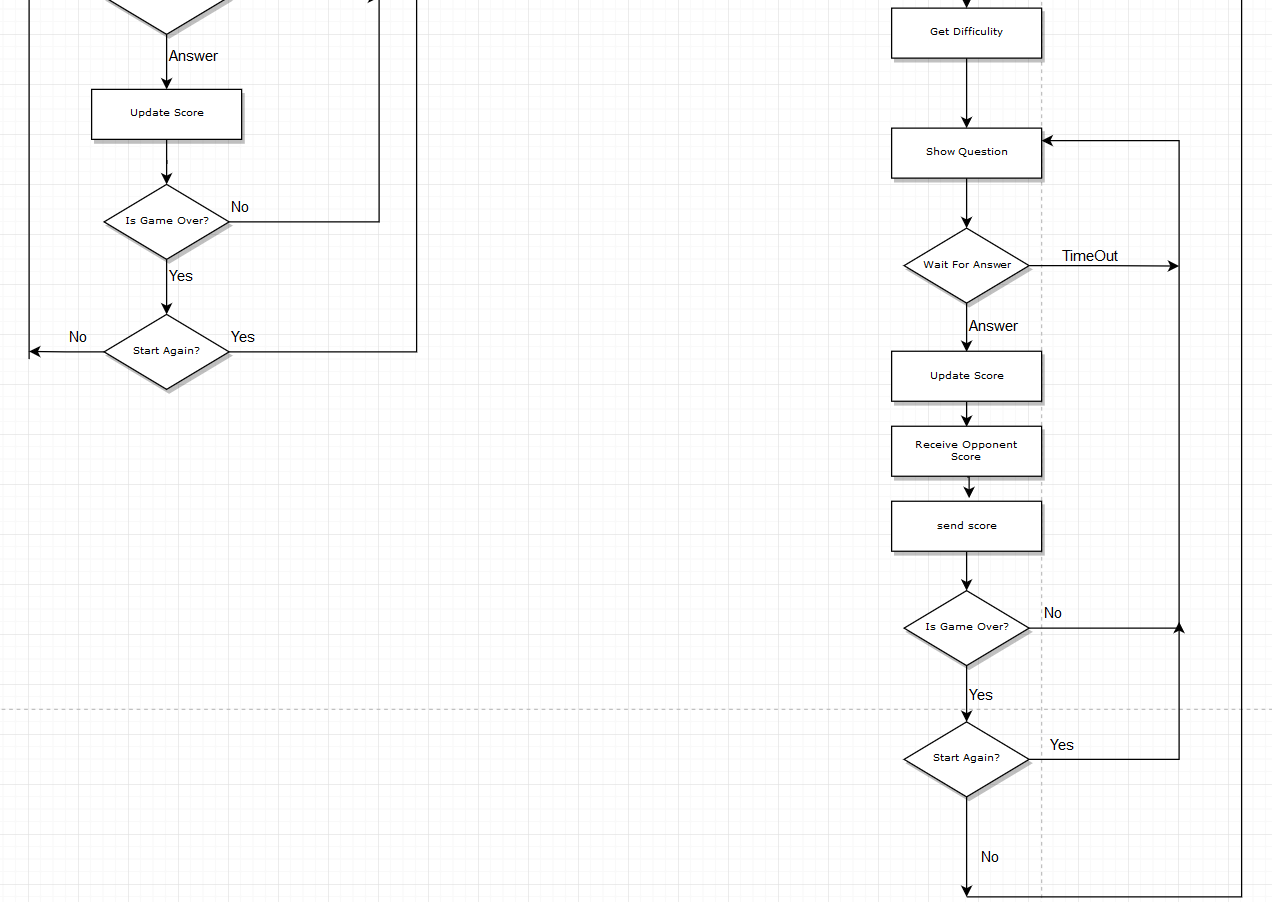 Answer
Update Score
Is Game Over?
No
Yes
Start Again?
No
Yes
Get Difficulity
Show Question
Wait For Answer
TimeOut
Answer
Update Score
Receive Opponent
Score
send score
Is Game Over?
No
Yes
Start Again?
Yes
No